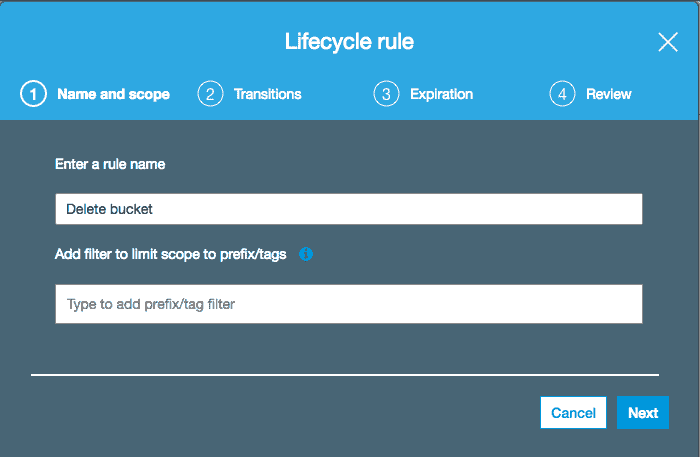 Lifecycle rule
1 Name and scope 2 Transitions 3 Expiration 4 Review
Enter a rule name
Delete bucket
Add filter to limit scope to prefix/tags i
Type to add prefix/tag filter
Cancel Next